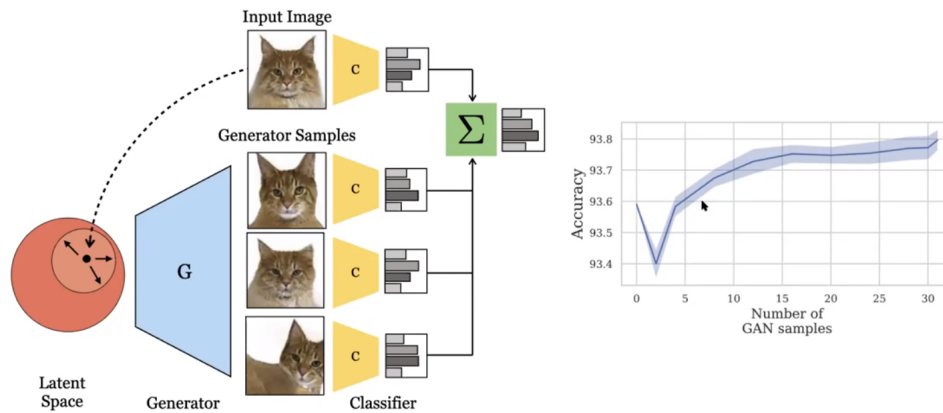 Input Image
c
Σ
Generator Samples
c
G
c
c
Latent
Space
Generator
Classifier
93.8
93.7
93.6
93.5
93.4
Accuracy
0 5 10 15 20 25 30
Number of
GAN samples